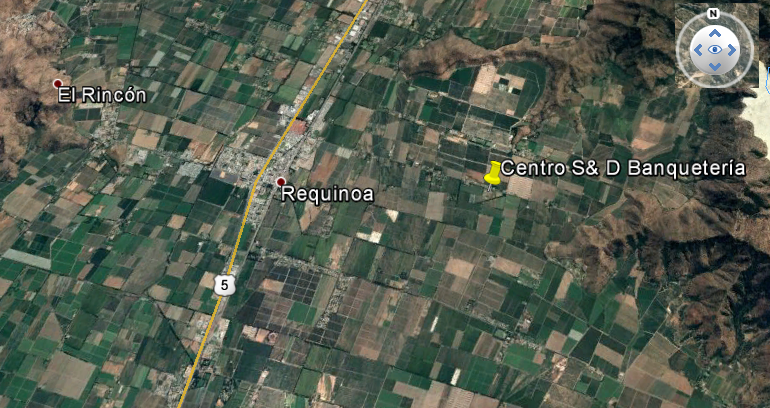 N
El Rincón
Centro S& D Banquetería
Requinoa
5